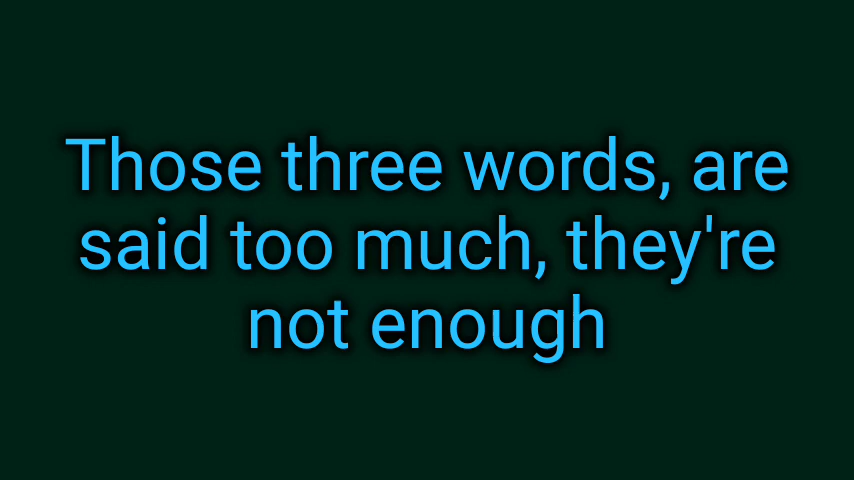 Those three words, are
said too much, they're
not enough